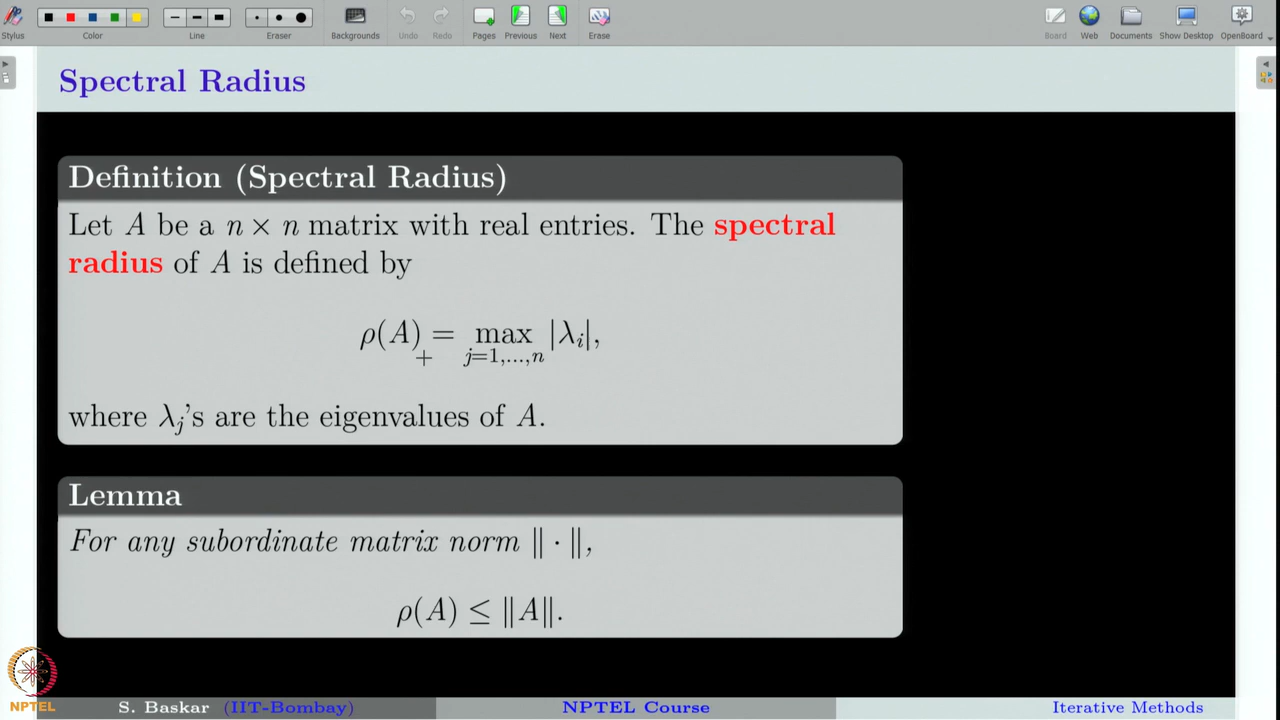 Stylus Color Line Eraser Backgrounds Undo Redo Pages Previous Next Erase Board Web Documents Show Desktop OpenBoard
Spectral Radius
Definition (Spectral Radius)
Let A be a n × n matrix with real entries. The spectral
radius of A is defined by
ρ(A) = max |λᵢ|,
j=1,...,n
where λⱼ's are the eigenvalues of A.
Lemma
For any subordinate matrix norm ‖ · ‖,
ρ(A) ≤ ‖A‖.
NPTEL
S. Baskar (IIT-Bombay) NPTEL Course Iterative Methods